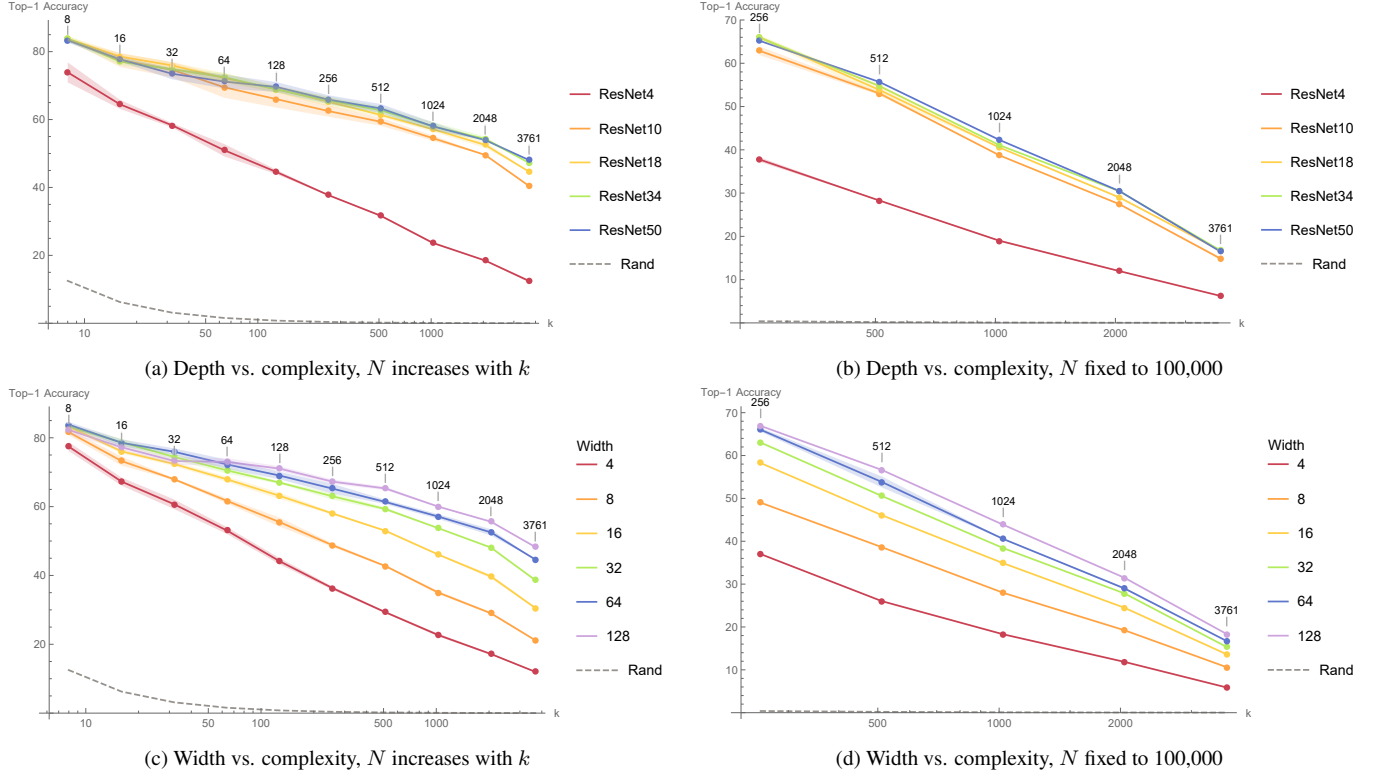 Top-1 Accuracy
8
16
32
64
128
256
512
1024
2048
3761
80
60
40
20
10
50
100
500
1000
k
ResNet4
ResNet10
ResNet18
ResNet34
ResNet50
Rand
(a) Depth vs. complexity, N increases with k
Top-1 Accuracy
256
512
1024
2048
3761
70
60
50
40
30
20
10
500
1000
2000
k
ResNet4
ResNet10
ResNet18
ResNet34
ResNet50
Rand
(b) Depth vs. complexity, N fixed to 100,000
Top-1 Accuracy
8
16
32
64
128
256
512
1024
2048
3761
80
60
40
20
10
50
100
500
1000
k
Width
4
8
16
32
64
128
Rand
(c) Width vs. complexity, N increases with k
Top-1 Accuracy
256
512
1024
2048
3761
70
60
50
40
30
20
10
500
1000
2000
k
Width
4
8
16
32
64
128
Rand
(d) Width vs. complexity, N fixed to 100,000